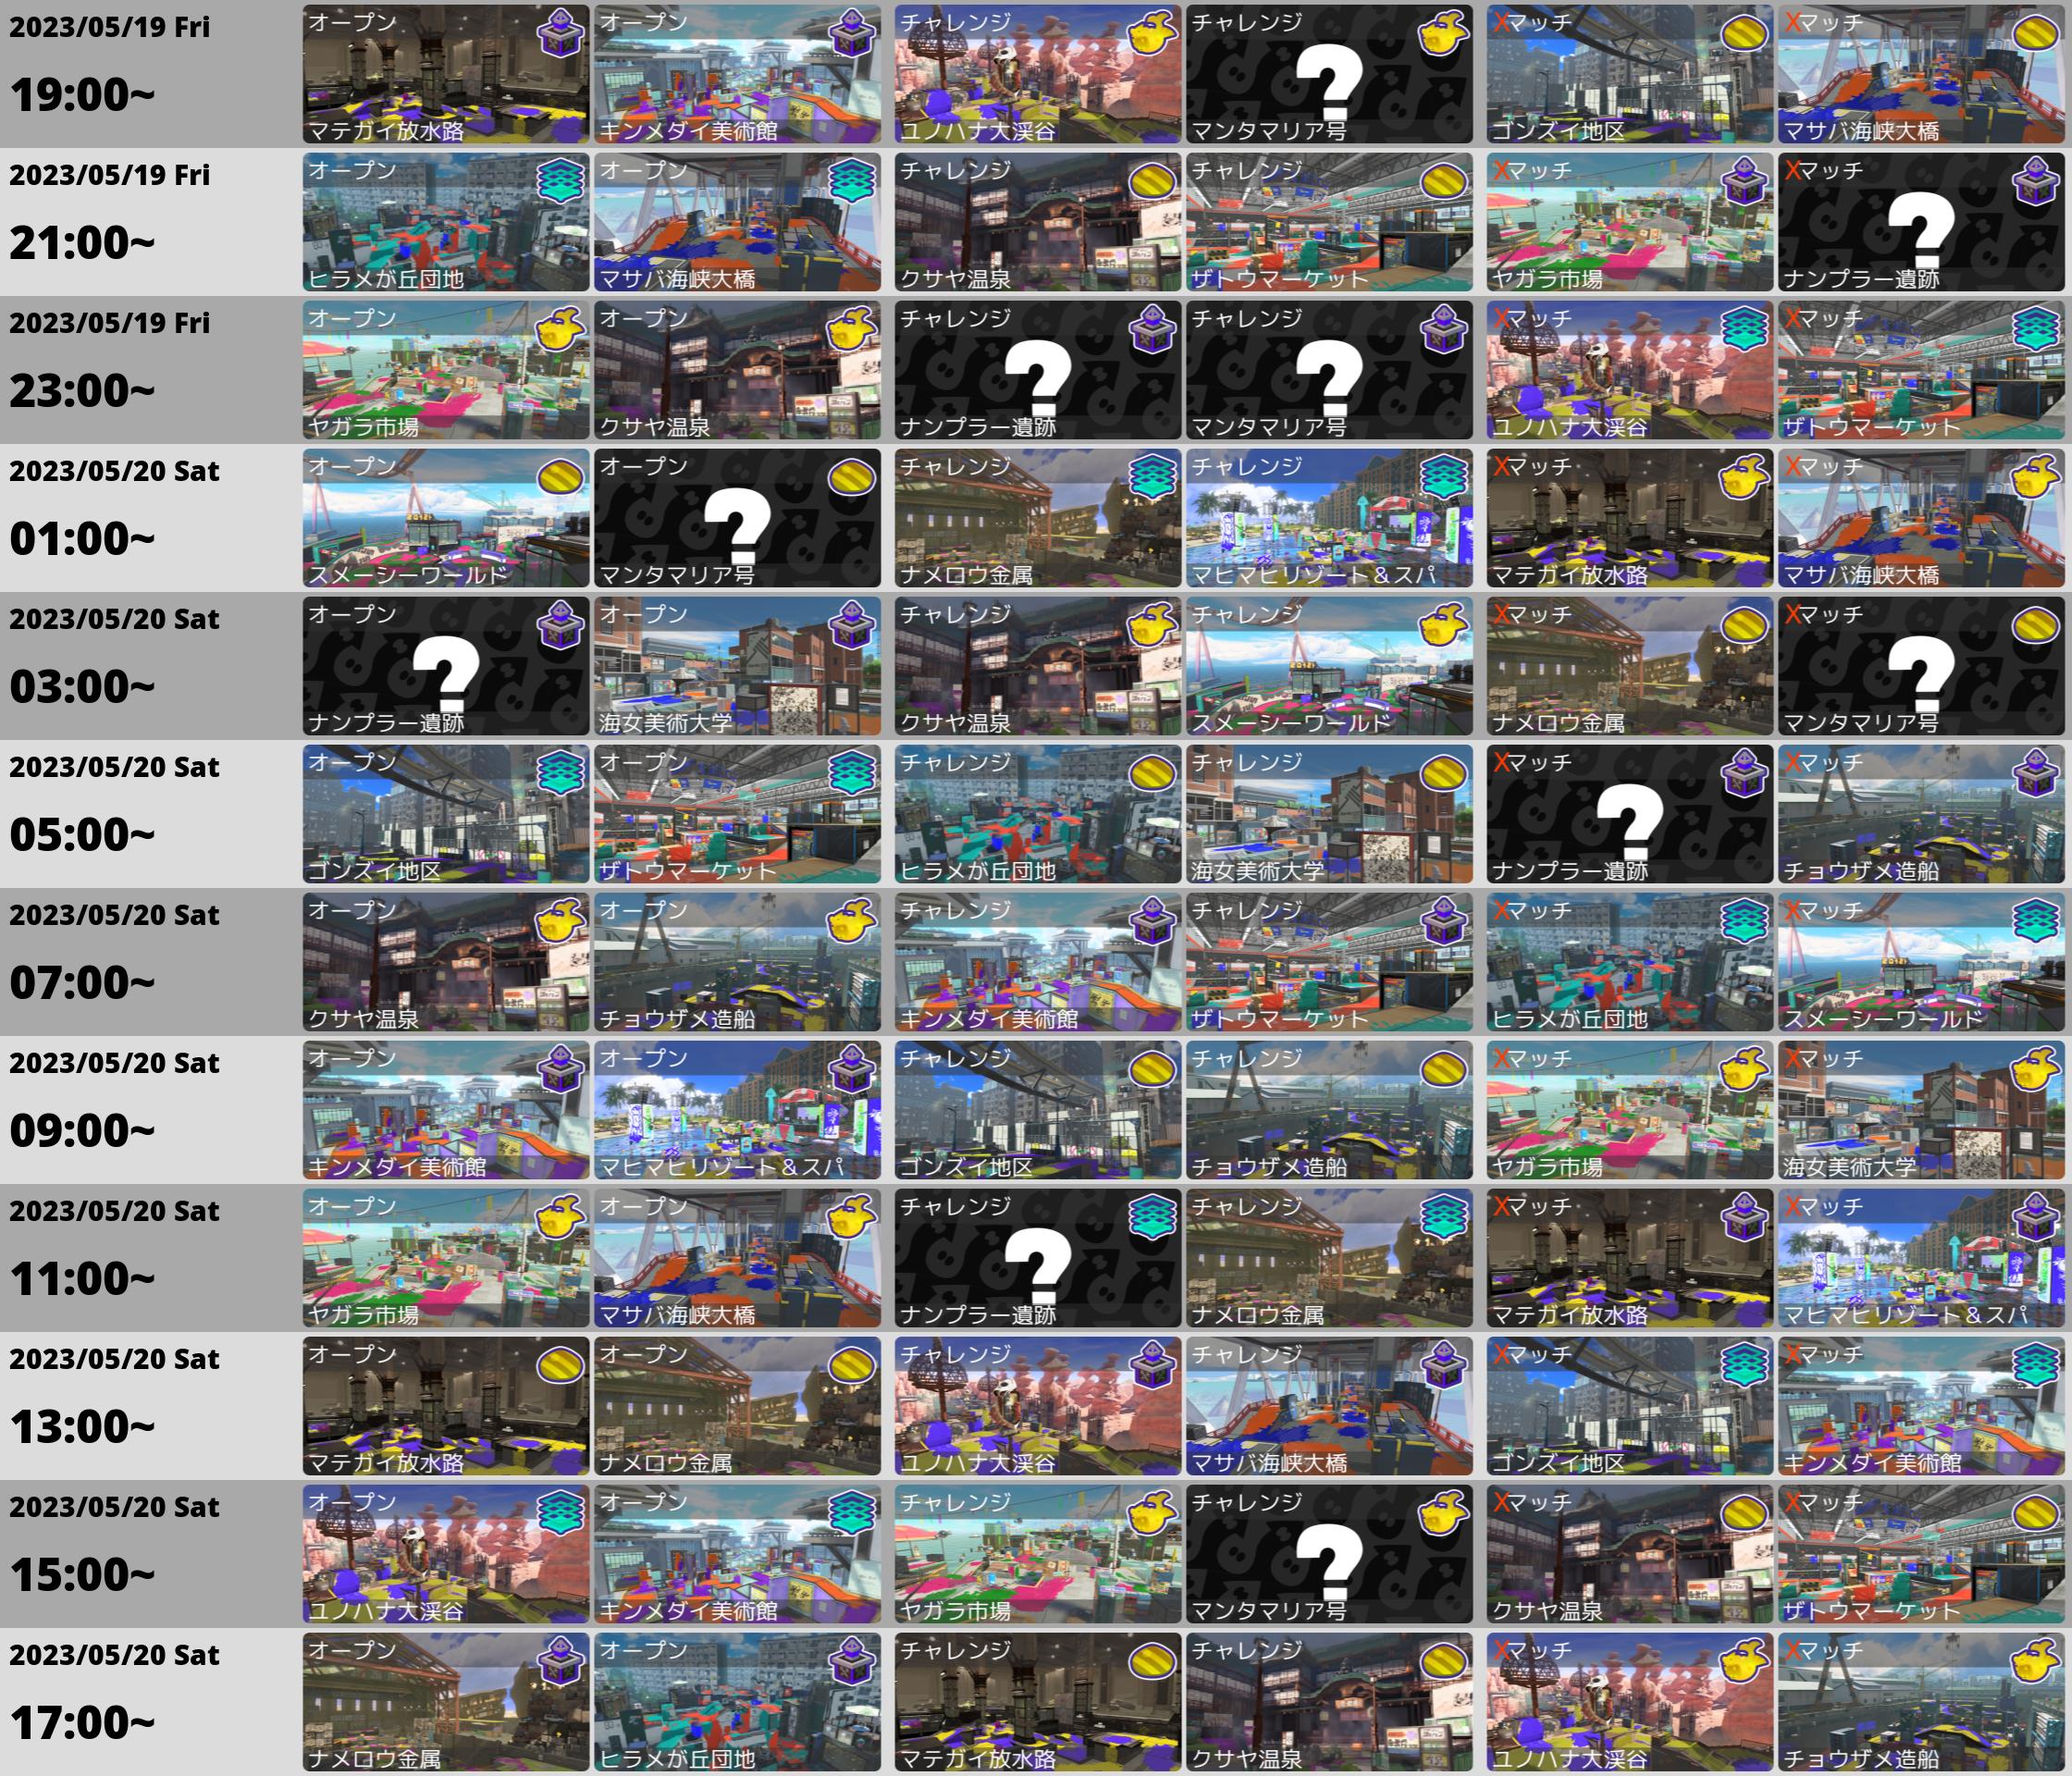 2023/05/19 Fri
19:00~
オープン
マテガイ放水路
オープン
キンメダイ美術館
チャレンジ
ユノハナ大渓谷
チャレンジ
マンタマリア号
Xマッチ
ゴンズイ地区
Xマッチ
マサバ海峡大橋
2023/05/19 Fri
21:00~
オープン
ヒラメが丘団地
オープン
マサバ海峡大橋
チャレンジ
クサヤ温泉
チャレンジ
ザトウマーケット
Xマッチ
ヤガラ市場
Xマッチ
ナンプラー遺跡
2023/05/19 Fri
23:00~
オープン
ヤガラ市場
オープン
クサヤ温泉
チャレンジ
ナンプラー遺跡
チャレンジ
マンタマリア号
Xマッチ
ユノハナ大渓谷
Xマッチ
ザトウマーケット
2023/05/20 Sat
01:00~
オープン
スメーシーワールド
オープン
マンタマリア号
チャレンジ
ナメロウ金属
チャレンジ
マヒマヒリゾート＆スパ
Xマッチ
マテガイ放水路
Xマッチ
マサバ海峡大橋
2023/05/20 Sat
03:00~
オープン
ナンプラー遺跡
オープン
海女美術大学
チャレンジ
クサヤ温泉
チャレンジ
スメーシーワールド
Xマッチ
ナメロウ金属
Xマッチ
マンタマリア号
2023/05/20 Sat
05:00~
オープン
ゴンズイ地区
オープン
ザトウマーケット
チャレンジ
ヒラメが丘団地
チャレンジ
海女美術大学
Xマッチ
ナンプラー遺跡
Xマッチ
チョウザメ造船
2023/05/20 Sat
07:00~
オープン
クサヤ温泉
オープン
チョウザメ造船
チャレンジ
キンメダイ美術館
チャレンジ
ザトウマーケット
Xマッチ
ヒラメが丘団地
Xマッチ
スメーシーワールド
2023/05/20 Sat
09:00~
オープン
キンメダイ美術館
オープン
マヒマヒリゾート＆スパ
チャレンジ
ゴンズイ地区
チャレンジ
チョウザメ造船
Xマッチ
ヤガラ市場
Xマッチ
海女美術大学
2023/05/20 Sat
11:00~
オープン
ヤガラ市場
オープン
マサバ海峡大橋
チャレンジ
ナンプラー遺跡
チャレンジ
ナメロウ金属
Xマッチ
マテガイ放水路
Xマッチ
マヒマヒリゾート＆スパ
2023/05/20 Sat
13:00~
オープン
マテガイ放水路
オープン
ナメロウ金属
チャレンジ
ユノハナ大渓谷
チャレンジ
マサバ海峡大橋
Xマッチ
ゴンズイ地区
Xマッチ
キンメダイ美術館
2023/05/20 Sat
15:00~
オープン
ユノハナ大渓谷
オープン
キンメダイ美術館
チャレンジ
ヤガラ市場
チャレンジ
マンタマリア号
Xマッチ
クサヤ温泉
Xマッチ
ザトウマーケット
2023/05/20 Sat
17:00~
オープン
ナメロウ金属
オープン
ヒラメが丘団地
チャレンジ
マテガイ放水路
チャレンジ
クサヤ温泉
Xマッチ
ユノハナ大渓谷
Xマッチ
チョウザメ造船